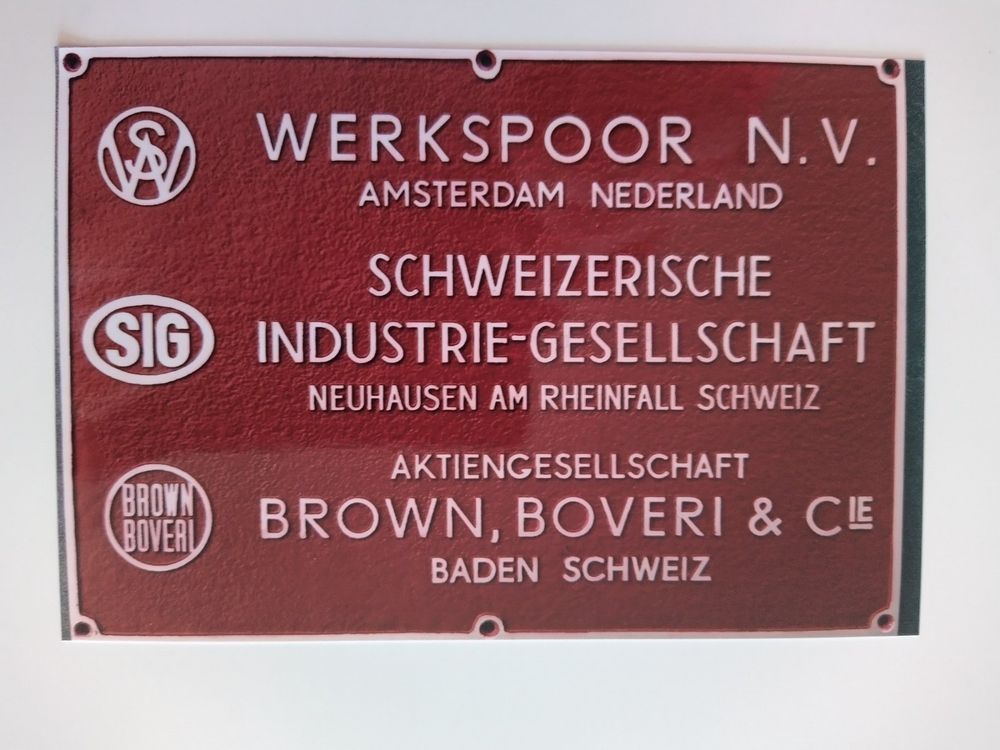 WSA
WERKSPOOR N.V.
AMSTERDAM NEDERLAND
SIG
SCHWEIZERISCHE
INDUSTRIE-GESELLSCHAFT
NEUHAUSEN AM RHEINFALL SCHWEIZ
BROWN
BOVERI
AKTIENGESELLSCHAFT
BROWN, BOVERI & CIE
BADEN SCHWEIZ